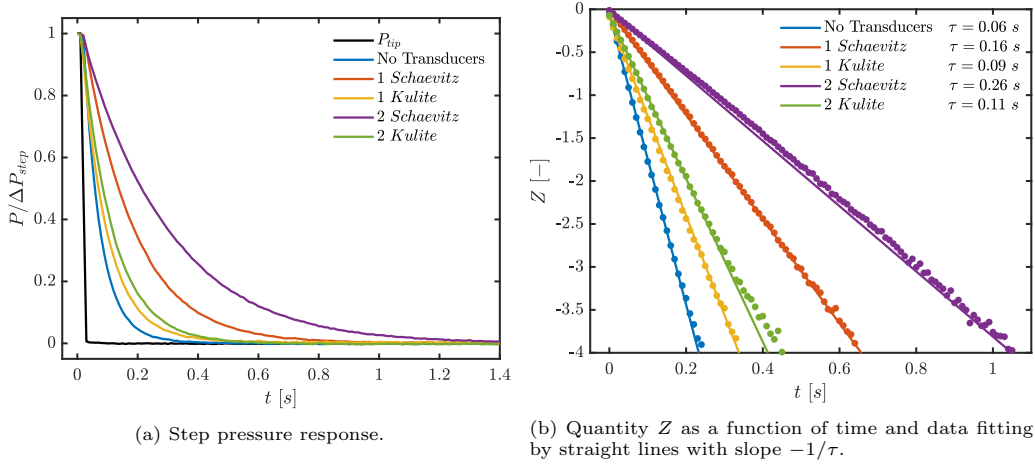 1
0.8
0.6
0.4
0.2
0
P/ΔP_step
0 0.2 0.4 0.6 0.8 1 1.2 1.4
t [s]
P_tip
No Transducers
1 Schaevitz
1 Kulite
2 Schaevitz
2 Kulite
(a) Step pressure response.
0
-0.5
-1
-1.5
-2
-2.5
-3
-3.5
-4
Z [−]
0 0.2 0.4 0.6 0.8 1
t [s]
No Transducers τ = 0.06 s
1 Schaevitz τ = 0.16 s
1 Kulite τ = 0.09 s
2 Schaevitz τ = 0.26 s
2 Kulite τ = 0.11 s
(b) Quantity Z as a function of time and data fitting
by straight lines with slope −1/τ.